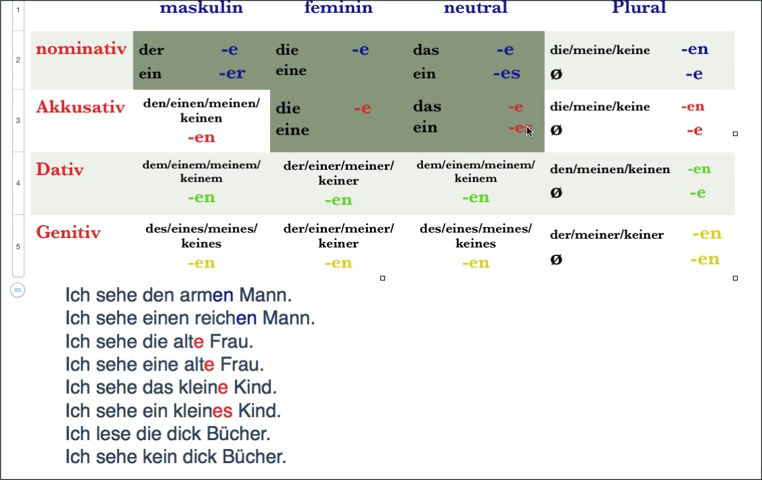 1 maskulin feminin neutral Plural
2 nominativ der -e die -e das -e die/meine/keine -en
ein -er eine ein -es Ø -e
3 Akkusativ den/einen/meinen/ die -e das -e die/meine/keine -en
keinen eine ein Ø -e
-en
4 Dativ dem/einem/meinem/ der/einer/meiner/ dem/einem/meinem/ den/meinen/keinen -en
keinem keiner keinem Ø -e
-en -en -en
5 Genitiv des/eines/meines/ der/einer/meiner/ des/eines/meines/ der/meiner/keiner -en
keines keiner keines Ø -en
-en -en -en
Ich sehe den armen Mann.
Ich sehe einen reichen Mann.
Ich sehe die alte Frau.
Ich sehe eine alte Frau.
Ich sehe das kleine Kind.
Ich sehe ein kleines Kind.
Ich lese die dick Bücher.
Ich sehe kein dick Bücher.